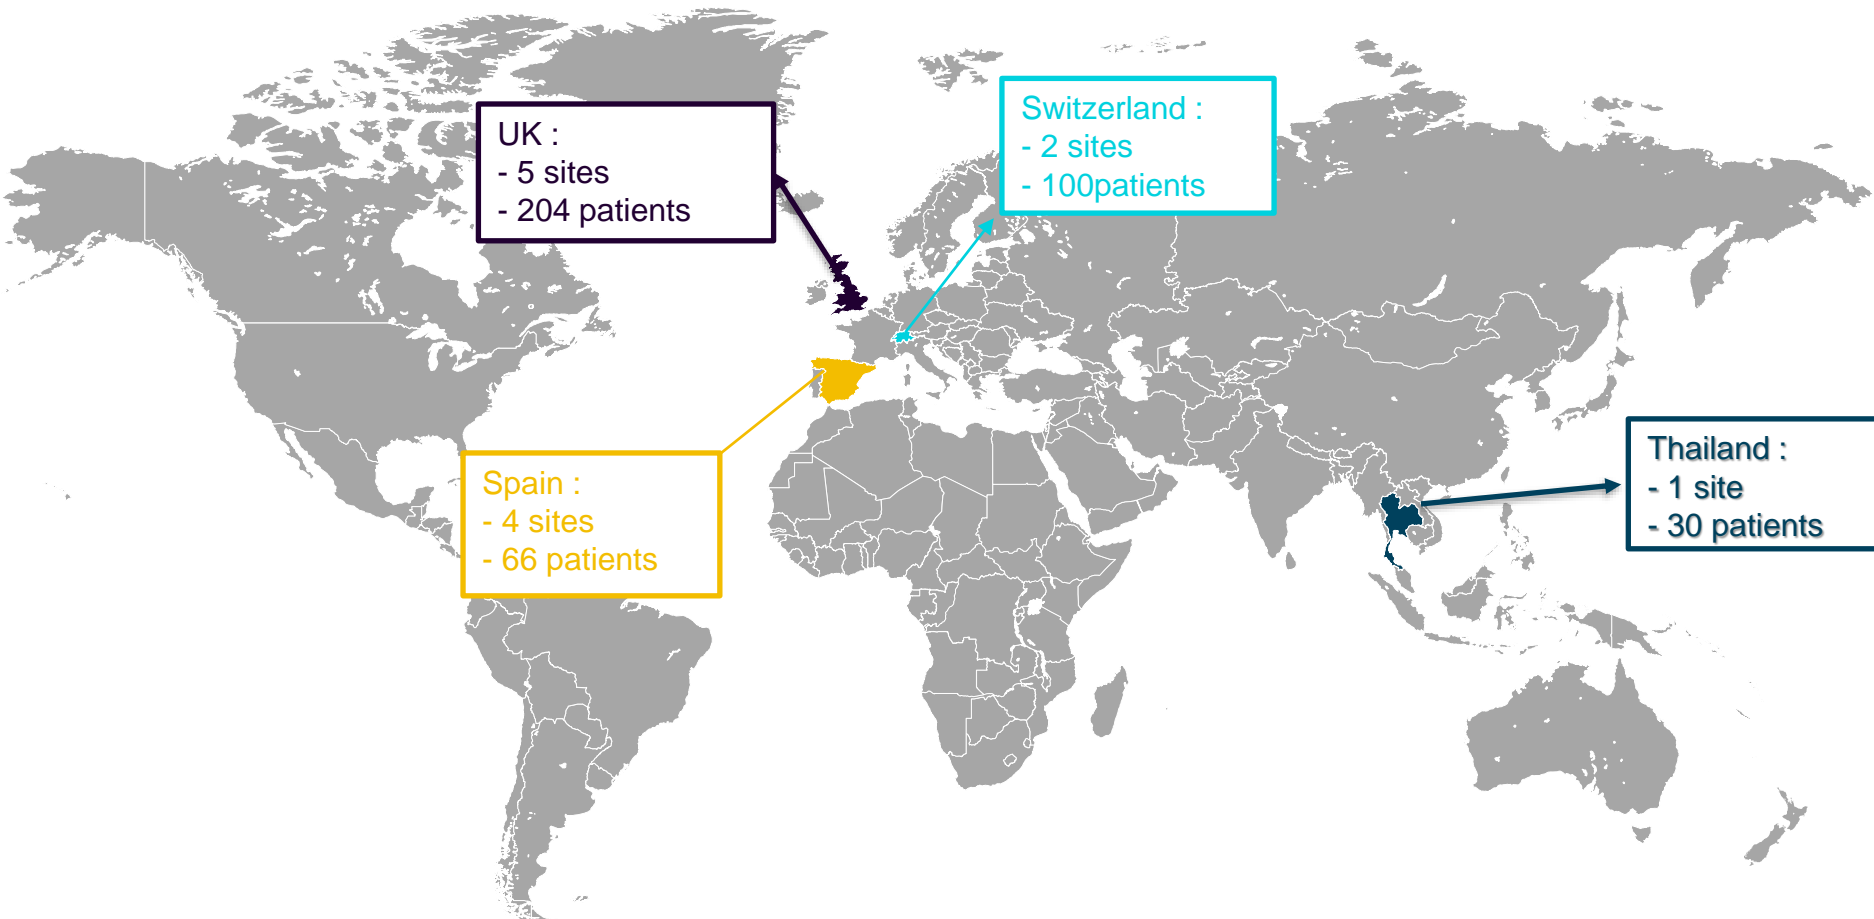 UK :
- 5 sites
- 204 patients
Switzerland :
- 2 sites
- 100patients
Spain :
- 4 sites
- 66 patients
Thailand :
- 1 site
- 30 patients